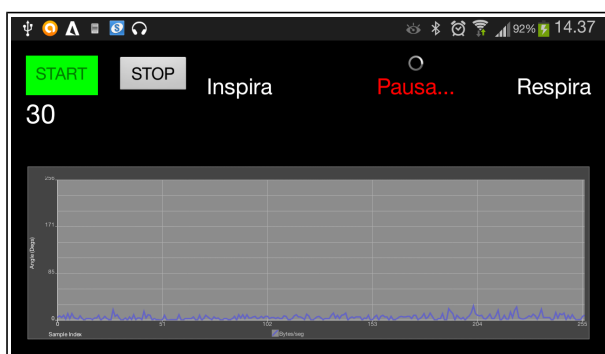 92% 14.37
START STOP Inspira Pausa... Respira
30
256
171
85
0
Angle (Degs)
0 51 102 153 204 255
Sample Index Bytes/seg